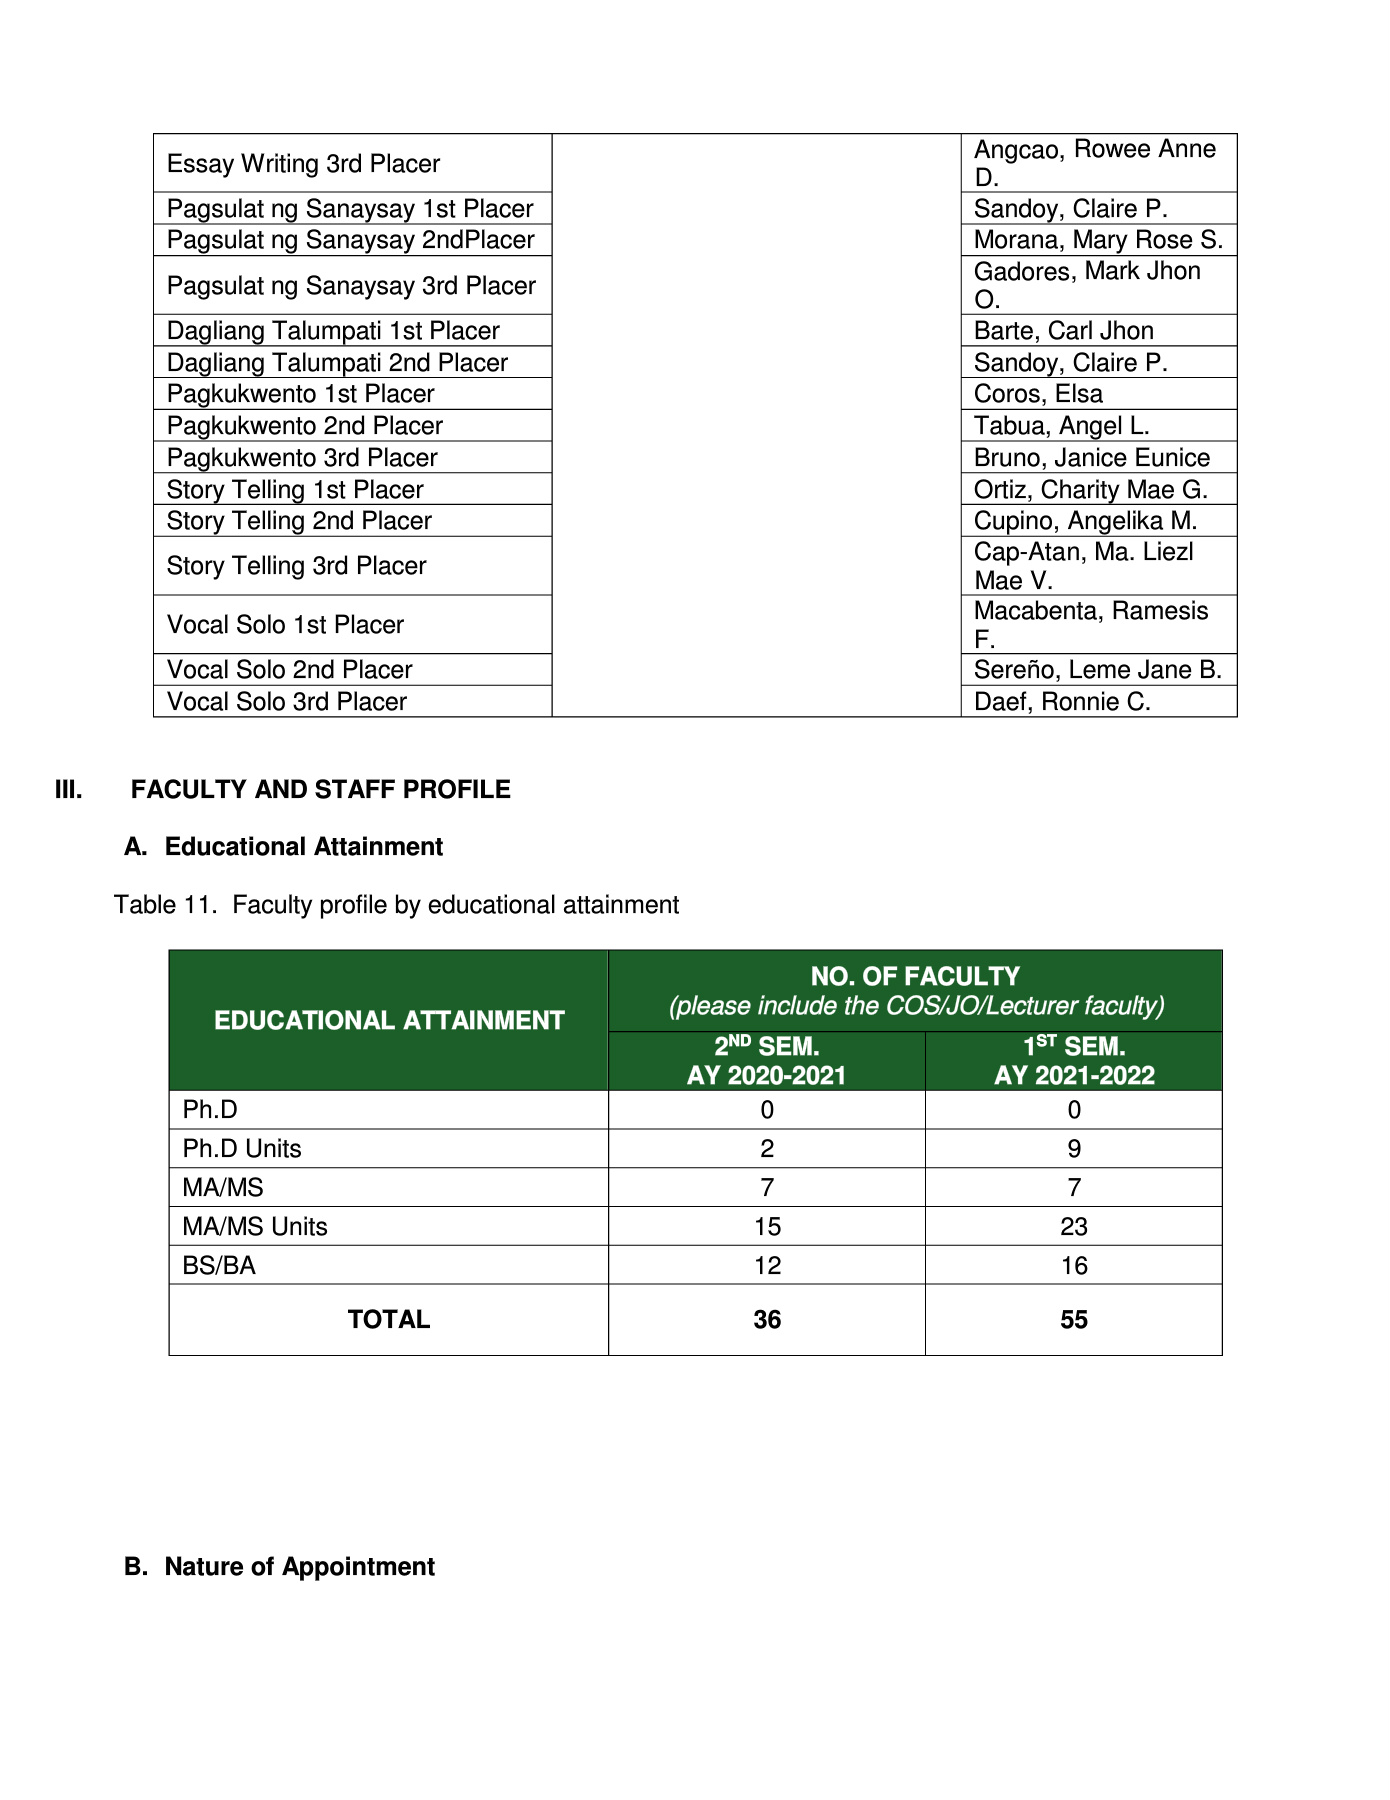 Essay Writing 3rd Placer
Angcao, Rowee Anne
D.
Pagsulat ng Sanaysay 1st Placer
Sandoy, Claire P.
Pagsulat ng Sanaysay 2ndPlacer
Morana, Mary Rose S.
Pagsulat ng Sanaysay 3rd Placer
Gadores, Mark Jhon
O.
Dagliang Talumpati 1st Placer
Barte, Carl Jhon
Dagliang Talumpati 2nd Placer
Sandoy, Claire P.
Pagkukwento 1st Placer
Coros, Elsa
Pagkukwento 2nd Placer
Tabua, Angel L.
Pagkukwento 3rd Placer
Bruno, Janice Eunice
Story Telling 1st Placer
Ortiz, Charity Mae G.
Story Telling 2nd Placer
Cupino, Angelika M.
Story Telling 3rd Placer
Cap-Atan, Ma. Liezl
Mae V.
Vocal Solo 1st Placer
Macabenta, Ramesis
F.
Vocal Solo 2nd Placer
Sereño, Leme Jane B.
Vocal Solo 3rd Placer
Daef, Ronnie C.
III. FACULTY AND STAFF PROFILE
A. Educational Attainment
Table 11. Faculty profile by educational attainment
EDUCATIONAL ATTAINMENT
NO. OF FACULTY
(please include the COS/JO/Lecturer faculty)
2ND SEM.
AY 2020-2021
1ST SEM.
AY 2021-2022
Ph.D 0 0
Ph.D Units 2 9
MA/MS 7 7
MA/MS Units 15 23
BS/BA 12 16
TOTAL 36 55
B. Nature of Appointment